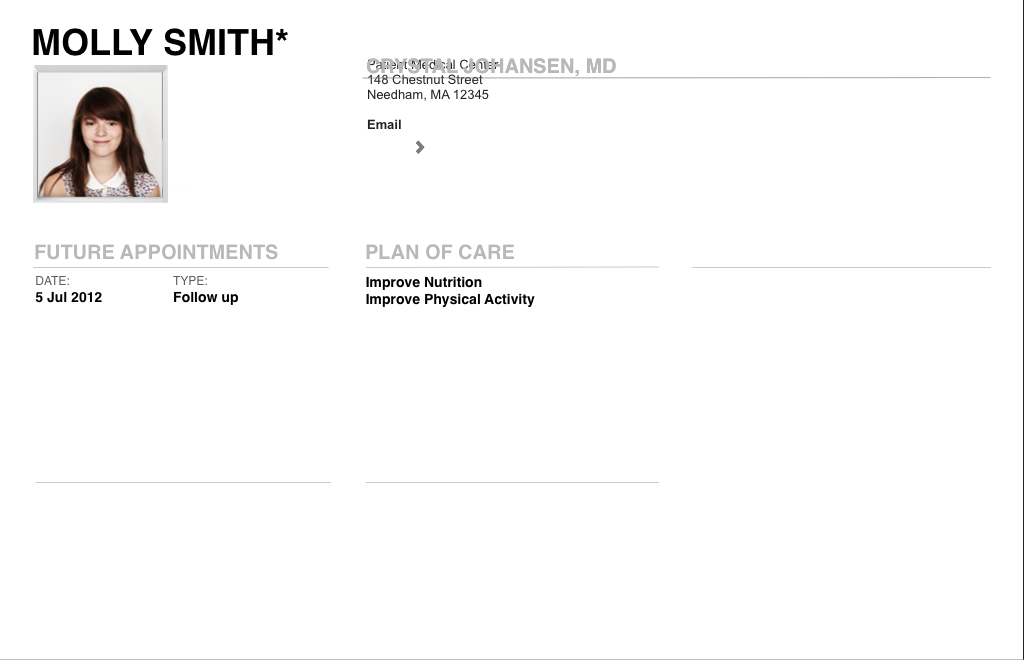 MOLLY SMITH*
CRYSTAL JOHANSEN, MD
Patient Medical Center
148 Chestnut Street
Needham, MA 12345
Email
FUTURE APPOINTMENTS
DATE: TYPE:
5 Jul 2012 Follow up
PLAN OF CARE
Improve Nutrition
Improve Physical Activity